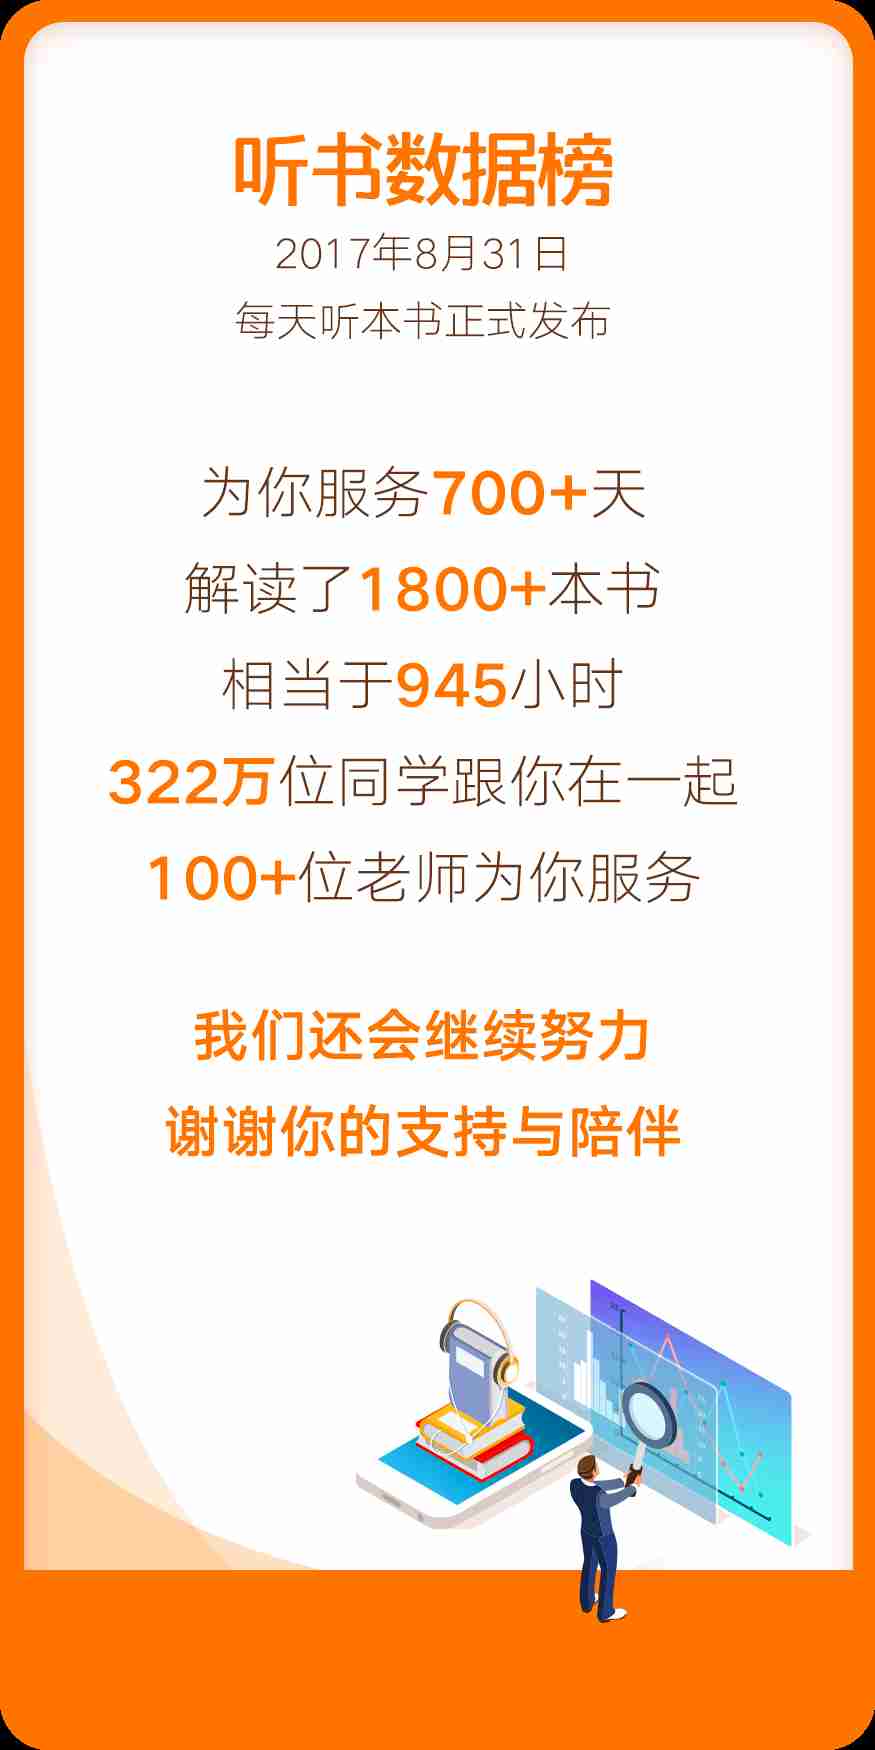 听书数据榜
2017年8月31日
每天听本书正式发布
为你服务700+天
解读了1800+本书
相当于945小时
322万位同学跟你在一起
100+位老师为你服务
我们还会继续努力
谢谢你的支持与陪伴